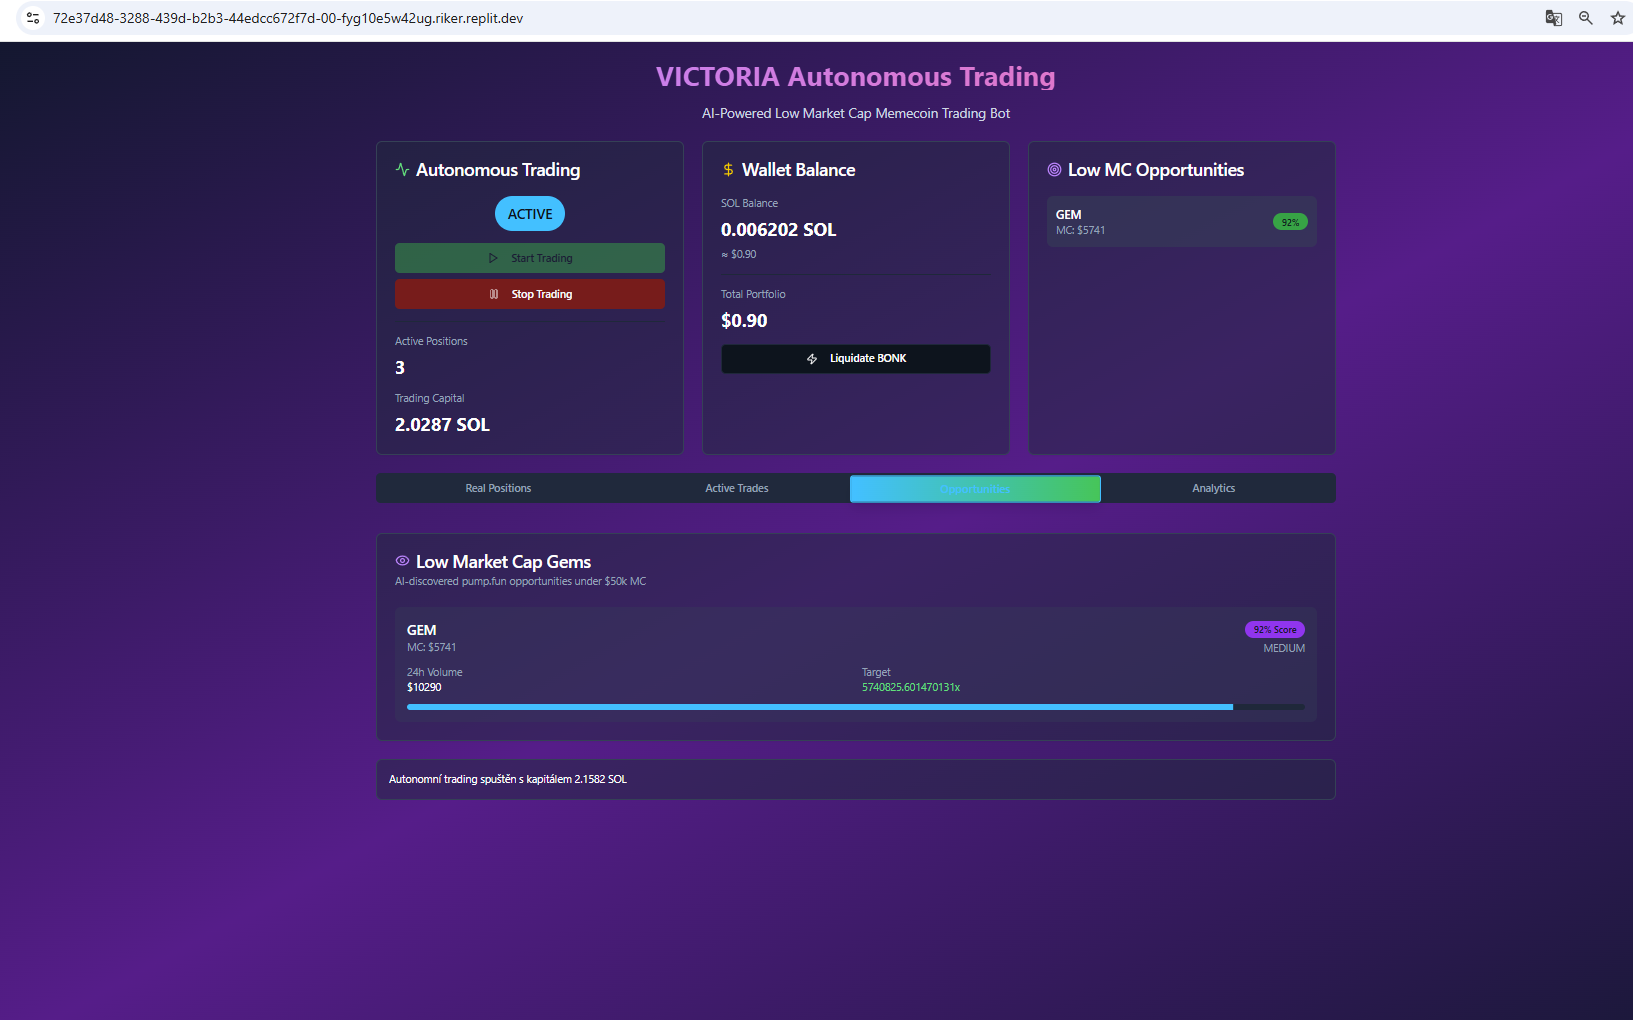 72e37d48-3288-439d-b2b3-44edcc672f7d-00-fyg10e5w42ug.riker.replit.dev
VICTORIA Autonomous Trading
AI-Powered Low Market Cap Memecoin Trading Bot
Autonomous Trading
ACTIVE
Start Trading
Stop Trading
Active Positions
3
Trading Capital
2.0287 SOL
Wallet Balance
SOL Balance
0.006202 SOL
≈ $0.90
Total Portfolio
$0.90
Liquidate BONK
Low MC Opportunities
GEM
MC: $5741
92%
Real Positions
Active Trades
Opportunities
Analytics
Low Market Cap Gems
AI-discovered pump.fun opportunities under $50k MC
GEM
92% Score
MC: $5741
MEDIUM
24h Volume
$10290
Target
5740825.601470131x
Autonomní trading spuštěn s kapitálem 2.1582 SOL